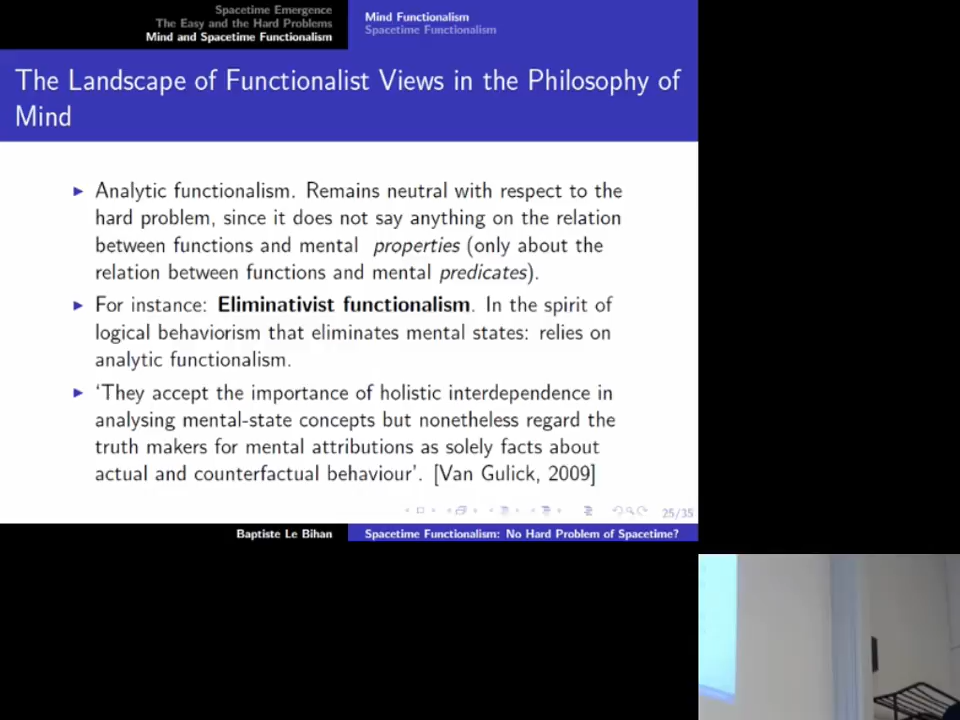 Spacetime Emergence
The Easy and the Hard Problems
Mind and Spacetime Functionalism
Mind Functionalism
Spacetime Functionalism
The Landscape of Functionalist Views in the Philosophy of
Mind
Analytic functionalism. Remains neutral with respect to the
hard problem, since it does not say anything on the relation
between functions and mental properties (only about the
relation between functions and mental predicates).
For instance: Eliminativist functionalism. In the spirit of
logical behaviorism that eliminates mental states: relies on
analytic functionalism.
‘They accept the importance of holistic interdependence in
analysing mental-state concepts but nonetheless regard the
truth makers for mental attributions as solely facts about
actual and counterfactual behaviour’. [Van Gulick, 2009]
25/35
Baptiste Le Bihan
Spacetime Functionalism: No Hard Problem of Spacetime?